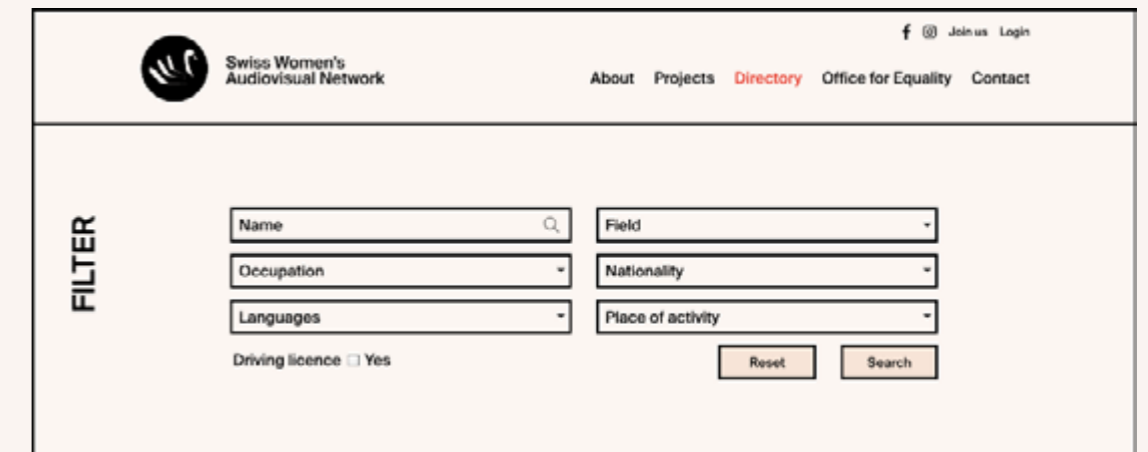 Join us Login
Swiss Women's
Audiovisual Network
About Projects Directory Office for Equality Contact
FILTER
Name
Field
Occupation
Nationality
Languages
Place of activity
Driving licence Yes
Reset
Search